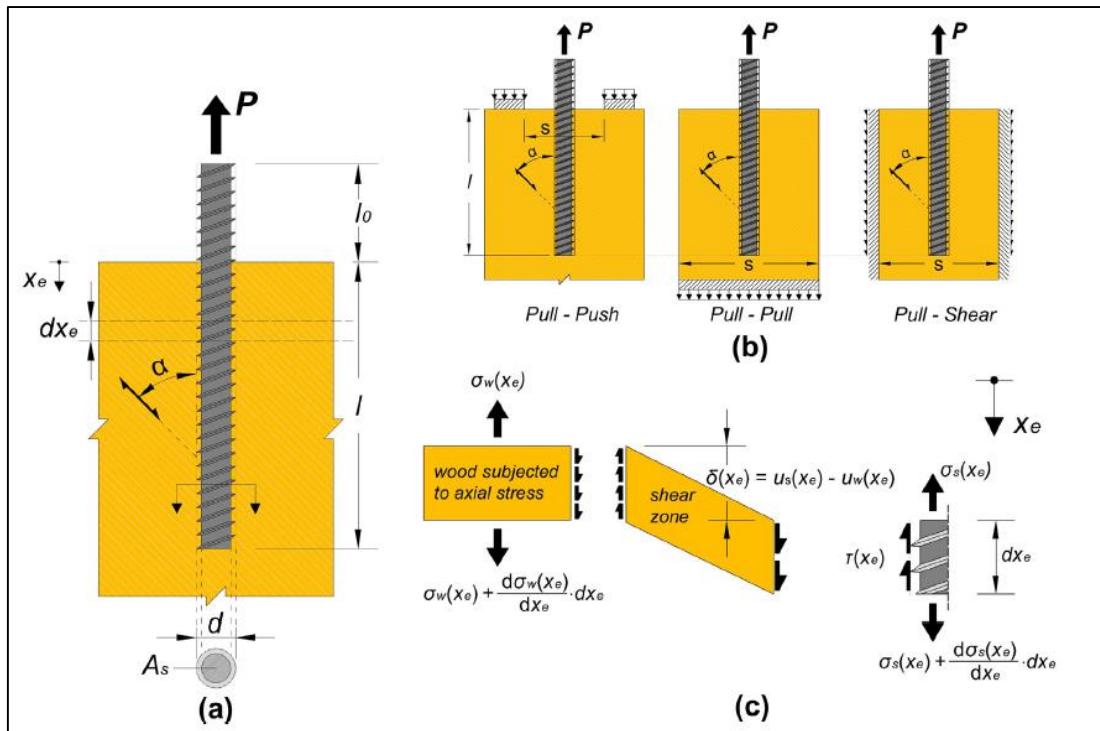 P
l₀
xₑ
dxₑ
α
l
d
Aₛ
(a)
P
P
P
s
α
α
α
l
s
s
Pull - Push
Pull - Pull
Pull - Shear
(b)
σw(xₑ)
wood subjected
to axial stress
σw(xₑ) + dσw(xₑ)/dxₑ · dxₑ
shear
zone
δ(xₑ) = uₛ(xₑ) - uw(xₑ)
xₑ
σₛ(xₑ)
τ(xₑ)
dxₑ
σₛ(xₑ) + dσₛ(xₑ)/dxₑ · dxₑ
(c)